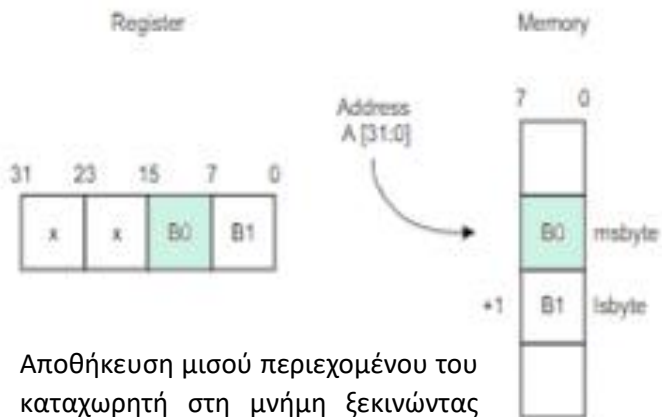 Register
Memory
7 0
Address
A [31:0]
31 23 15 7 0
x x B0 B1
B0 msbyte
+1 B1 lsbyte
Αποθήκευση μισού περιεχομένου του
καταχωρητή στη μνήμη ξεκινώντας